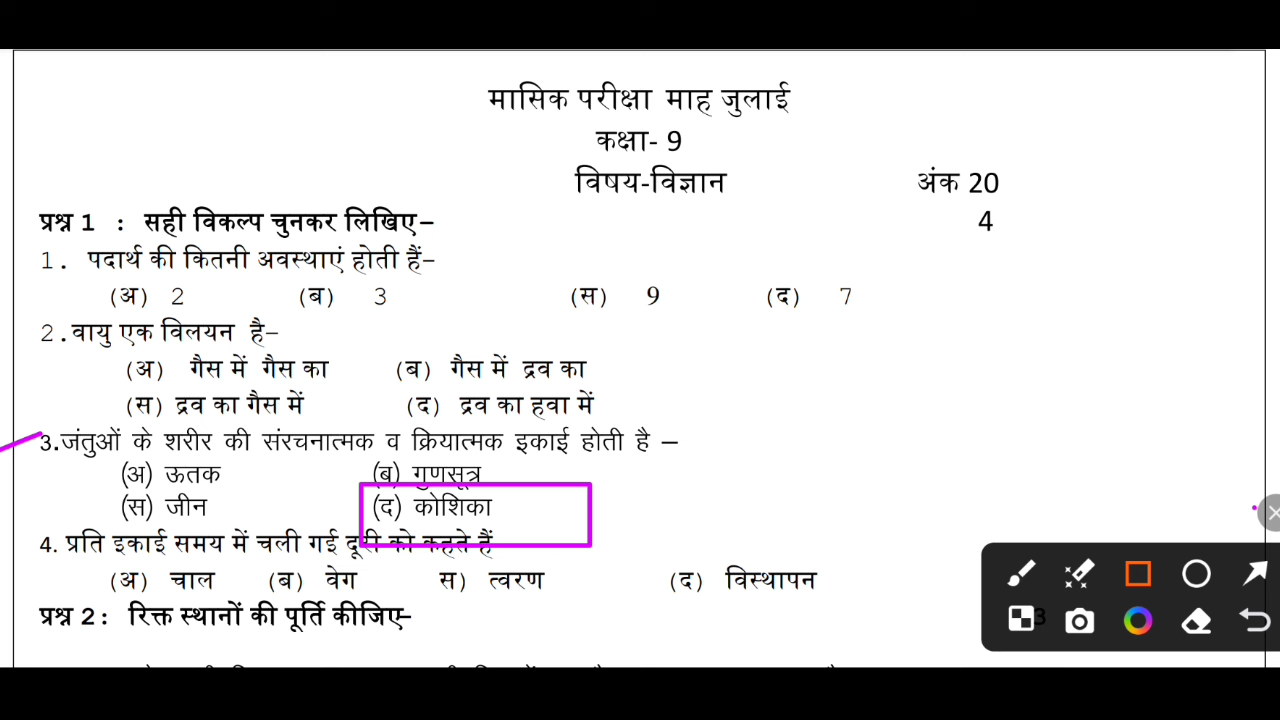 मासिक परीक्षा माह जुलाई
कक्षा- 9
विषय-विज्ञान अंक 20
प्रश्न 1 : सही विकल्प चुनकर लिखिए– 4
1. पदार्थ की कितनी अवस्थाएं होती हैं–
(अ) 2 (ब) 3 (स) 9 (द) 7
2.वायु एक विलयन है–
(अ) गैस में गैस का (ब) गैस में द्रव का
(स) द्रव का गैस में (द) द्रव का हवा में
3.जंतुओं के शरीर की संरचनात्मक व क्रियात्मक इकाई होती है –
(अ) ऊतक (ब) गुणसूत्र
(स) जीन (द) कोशिका
4. प्रति इकाई समय में चली गई दूरी को कहते हैं
(अ) चाल (ब) वेग स) त्वरण (द) विस्थापन
प्रश्न 2: रिक्त स्थानों की पूर्ति कीजिए– 3